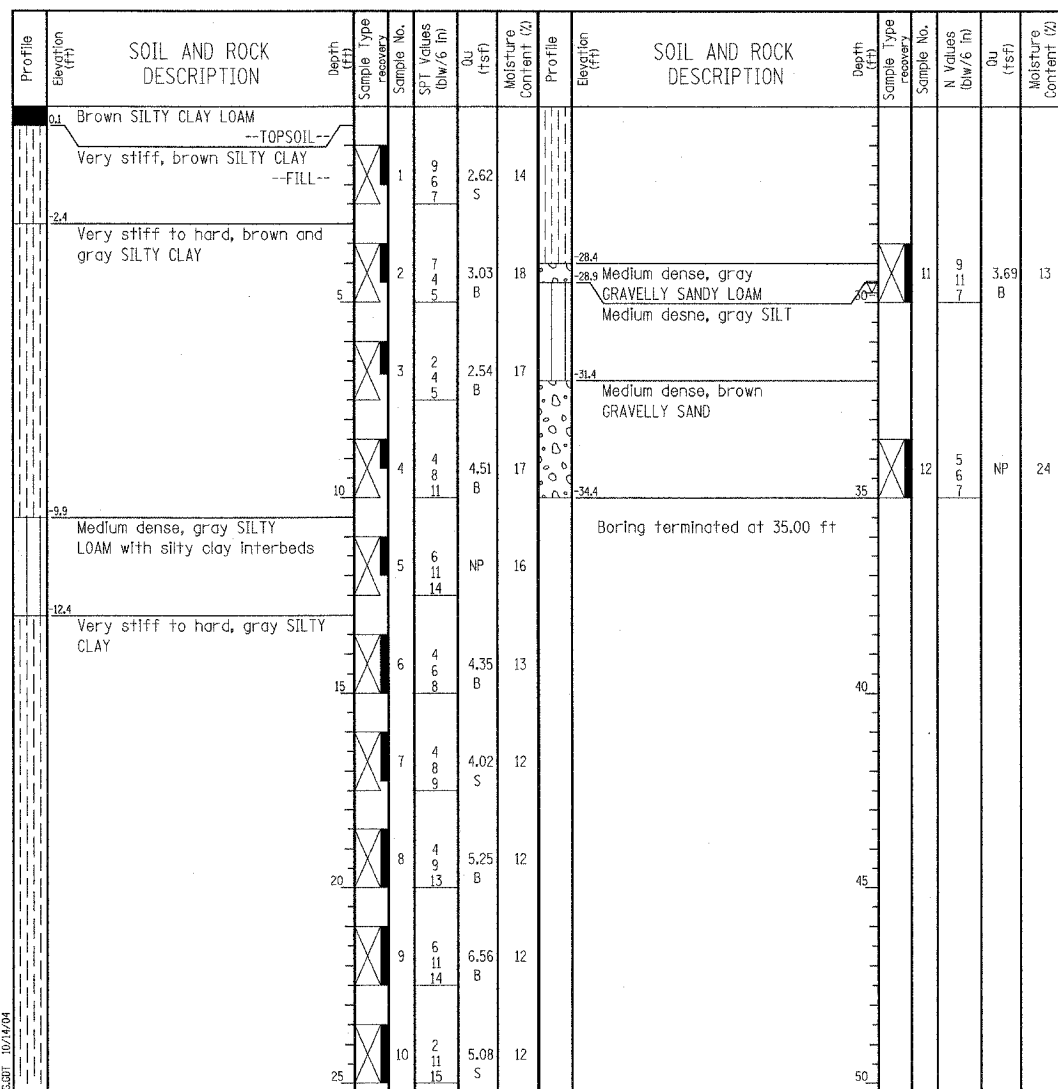 Profile
Elevation (ft)
SOIL AND ROCK
DESCRIPTION
Depth (ft)
Sample Type
recovery
Sample No.
SPT Values (blw/6 in)
Qu (tsf)
Moisture Content (%)
0.1 Brown SILTY CLAY LOAM
--TOPSOIL--
Very stiff, brown SILTY CLAY
--FILL--
1 9 6 7 2.62 S 14
-2.4
Very stiff to hard, brown and
gray SILTY CLAY
2 7 4 5 3.03 B 18
5
3 2 4 5 2.54 B 17
4 4 8 11 4.51 B 17
10
-9.9
Medium dense, gray SILTY
LOAM with silty clay interbeds
5 6 11 14 NP 16
-12.4
Very stiff to hard, gray SILTY
CLAY
6 4 6 8 4.35 B 13
15
7 4 8 9 4.02 S 12
8 4 9 13 5.25 B 12
20
9 6 11 14 6.56 B 12
10 2 11 15 5.08 S 12
25
Profile
Elevation (ft)
SOIL AND ROCK
DESCRIPTION
Depth (ft)
Sample Type
recovery
Sample No.
N Values (blw/6 in)
Qu (tsf)
Moisture Content (%)
-28.4
-28.9 Medium dense, gray
GRAVELLY SANDY LOAM
11 9 11 7 3.69 B 13
30
Medium desne, gray SILT
-31.4
Medium dense, brown
GRAVELLY SAND
12 5 6 7 NP 24
-34.4
35
Boring terminated at 35.00 ft
40
45
50
S.GDT 10/14/04